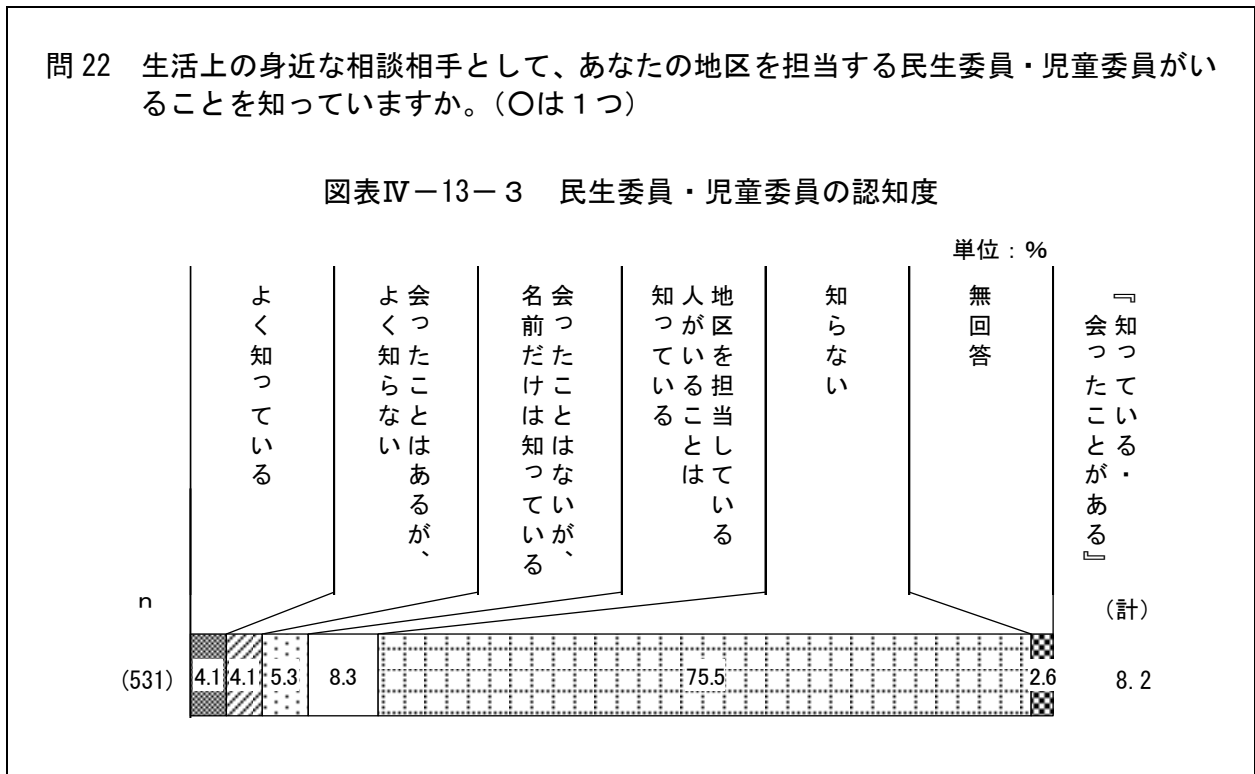 問22　生活上の身近な相談相手として、あなたの地区を担当する民生委員・児童委員がい
ることを知っていますか。（〇は１つ）
図表Ⅳ－13－３　民生委員・児童委員の認知度
単位：％
よく知っている
会ったことはあるが、
よく知らない
会ったことはないが、
名前だけは知っている
地区を担当している
人がいることは
知っている
知らない
無回答
『知っている・
会ったことがある』
ｎ
（計）
(531)
4.1
4.1
5.3
8.3
75.5
2.6
8.2